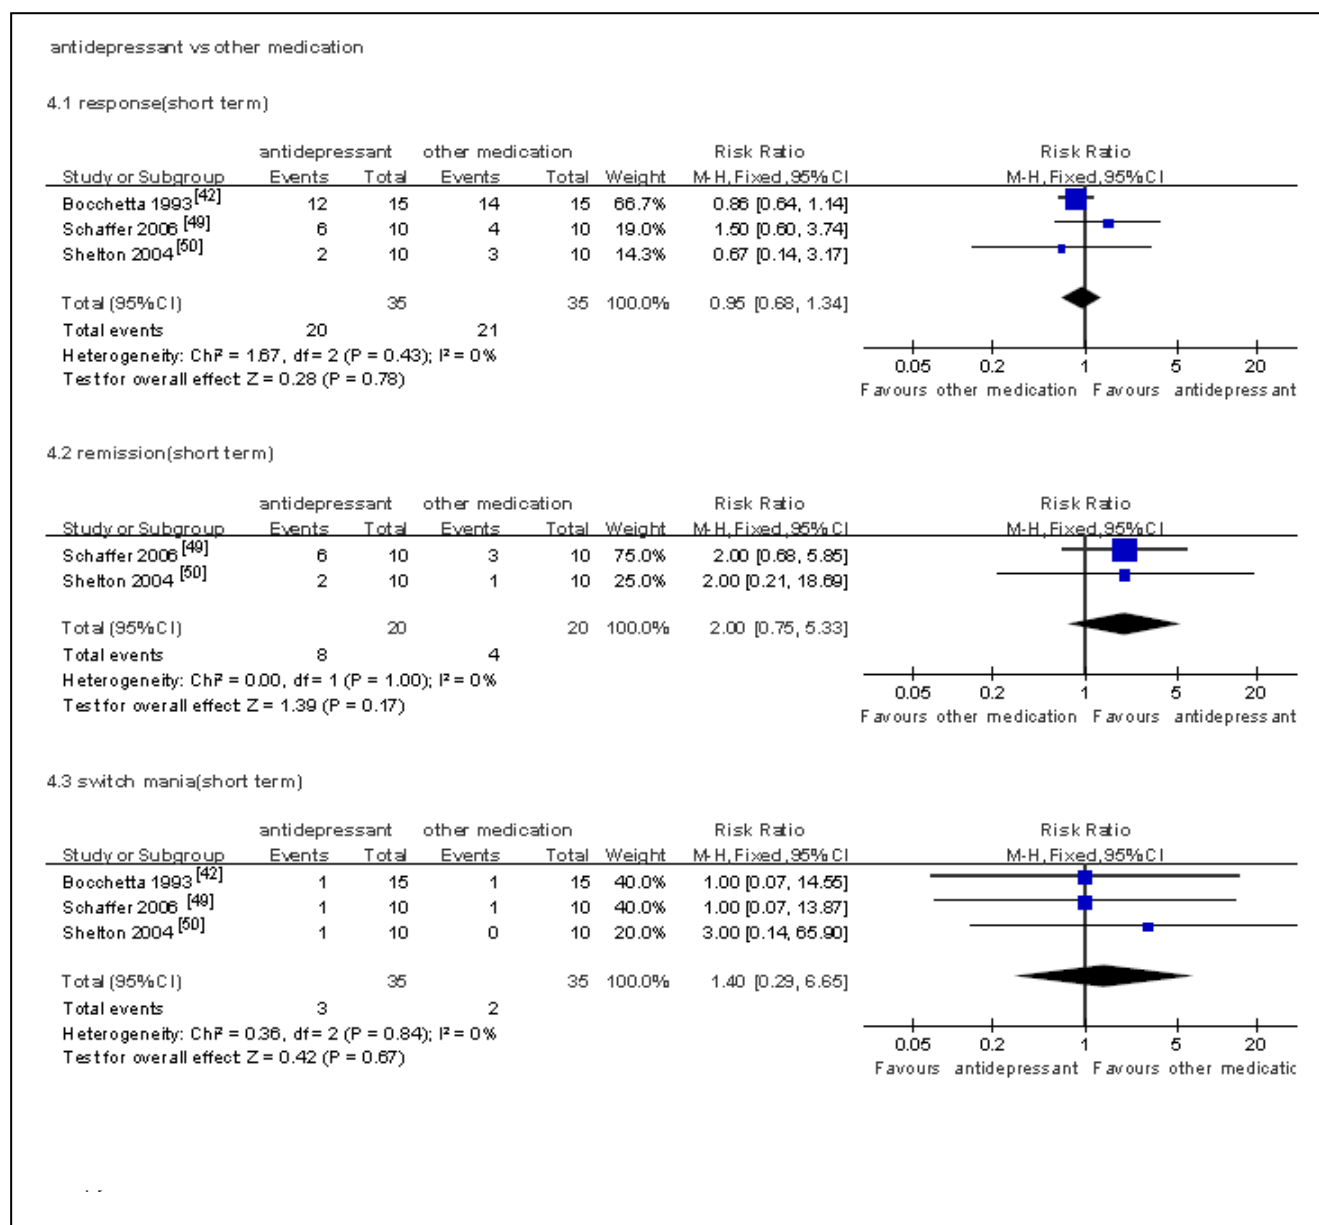 antidepressant vs other medication
4.1 response(short term)
antidepressant other medication Risk Ratio Risk Ratio
Study or Subgroup Events Total Events Total Weight M-H, Fixed, 95% CI M-H, Fixed, 95% CI
Bocchetta 1993 [42] 12 15 14 15 66.7% 0.86 [0.64, 1.14]
Schaffer 2006 [49] 6 10 4 10 19.0% 1.50 [0.60, 3.74]
Shelton 2004 [50] 2 10 3 10 14.3% 0.67 [0.14, 3.17]
Total (95% CI) 35 35 100.0% 0.95 [0.68, 1.34]
Total events 20 21
Heterogeneity: Chi² = 1.67, df = 2 (P = 0.43); I² = 0%
Test for overall effect: Z = 0.28 (P = 0.78)
0.05 0.2 1 5 20
Favours other medication Favours antidepressant
4.2 remission(short term)
antidepressant other medication Risk Ratio Risk Ratio
Study or Subgroup Events Total Events Total Weight M-H, Fixed, 95% CI M-H, Fixed, 95% CI
Schaffer 2006 [49] 6 10 3 10 75.0% 2.00 [0.68, 5.85]
Shelton 2004 [50] 2 10 1 10 25.0% 2.00 [0.21, 18.69]
Total (95% CI) 20 20 100.0% 2.00 [0.75, 5.33]
Total events 8 4
Heterogeneity: Chi² = 0.00, df = 1 (P = 1.00); I² = 0%
Test for overall effect: Z = 1.39 (P = 0.17)
0.05 0.2 1 5 20
Favours other medication Favours antidepressant
4.3 switch mania(short term)
antidepressant other medication Risk Ratio Risk Ratio
Study or Subgroup Events Total Events Total Weight M-H, Fixed, 95% CI M-H, Fixed, 95% CI
Bocchetta 1993 [42] 1 15 1 15 40.0% 1.00 [0.07, 14.55]
Schaffer 2006 [49] 1 10 1 10 40.0% 1.00 [0.07, 13.87]
Shelton 2004 [50] 1 10 0 10 20.0% 3.00 [0.14, 65.90]
Total (95% CI) 35 35 100.0% 1.40 [0.29, 6.65]
Total events 3 2
Heterogeneity: Chi² = 0.36, df = 2 (P = 0.84); I² = 0%
Test for overall effect: Z = 0.42 (P = 0.67)
0.05 0.2 1 5 20
Favours antidepressant Favours other medicatic